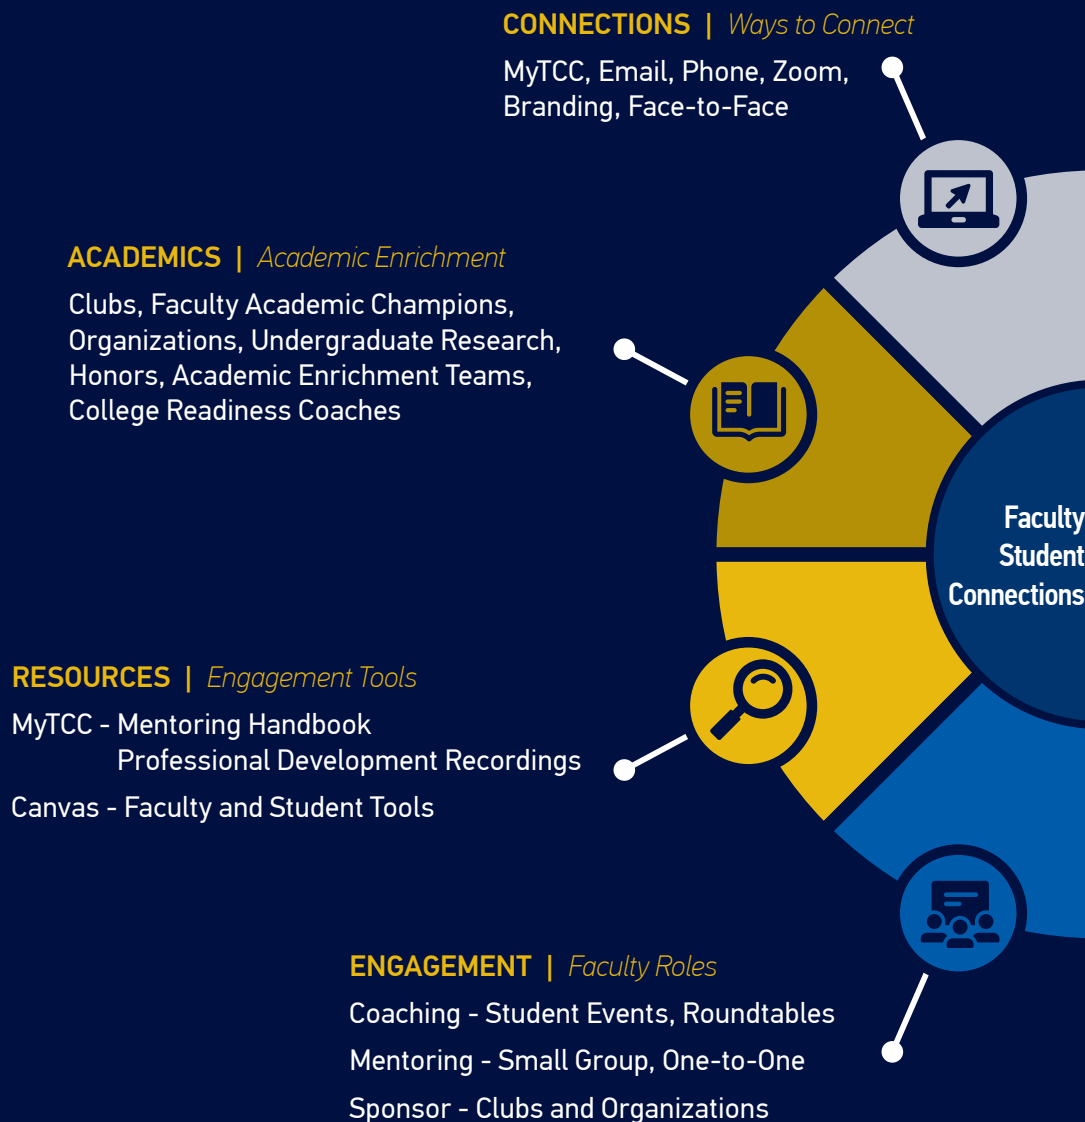 CONNECTIONS | Ways to Connect
MyTCC, Email, Phone, Zoom,
Branding, Face-to-Face
ACADEMICS | Academic Enrichment
Clubs, Faculty Academic Champions,
Organizations, Undergraduate Research,
Honors, Academic Enrichment Teams,
College Readiness Coaches
Faculty
Student
Connections
RESOURCES | Engagement Tools
MyTCC - Mentoring Handbook
Professional Development Recordings
Canvas - Faculty and Student Tools
ENGAGEMENT | Faculty Roles
Coaching - Student Events, Roundtables
Mentoring - Small Group, One-to-One
Sponsor - Clubs and Organizations